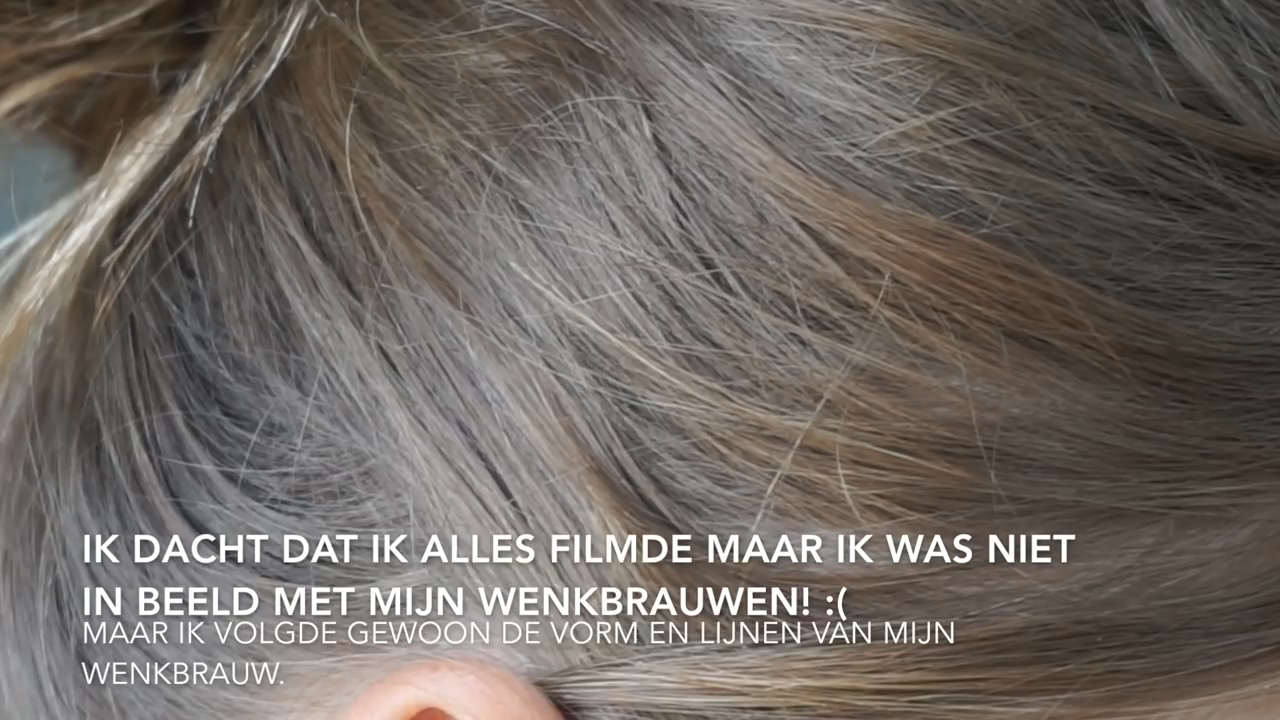 IK DACHT DAT IK ALLES FILMDE MAAR IK WAS NIET
IN BEELD MET MIJN WENKBRAUWEN! :(
MAAR IK VOLGDE GEWOON DE VORM EN LIJNEN VAN MIJN
WENKBRAUW.